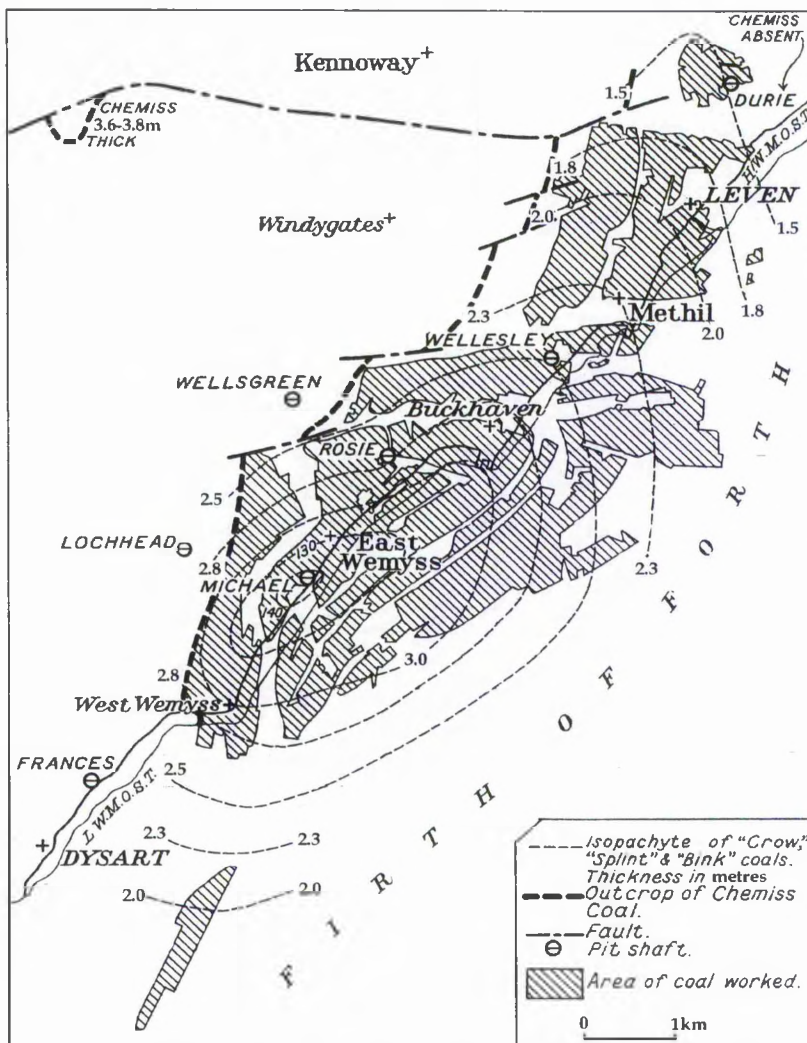 CHEMISS
ABSENT
Kennoway
1.5
DURIE
CHEMISS
3.6-3.8m
THICK
H.W.M.O.S.T.
1.8
LEVEN
2.0
Windygates
1.5
2.3
1.8
Methil
2.0
WELLESLEY
WELLSGREEN
Buckhaven
ROSIE
2.5
LOCHHEAD
130
East
Wemyss
2.8
2.3
MICHAEL
140
2.8
3.0
West Wemyss
FRANCES
2.5
L.W.M.O.S.T.
2.3
2.3
DYSART
2.0
2.0
FIRTH OF FORTH
Isopachyte of "Crow,"
"Splint" & "Bink" coals.
Thickness in metres
Outcrop of Chemiss
Coal.
Fault.
Pit shaft.
Area of coal worked.
0 1km